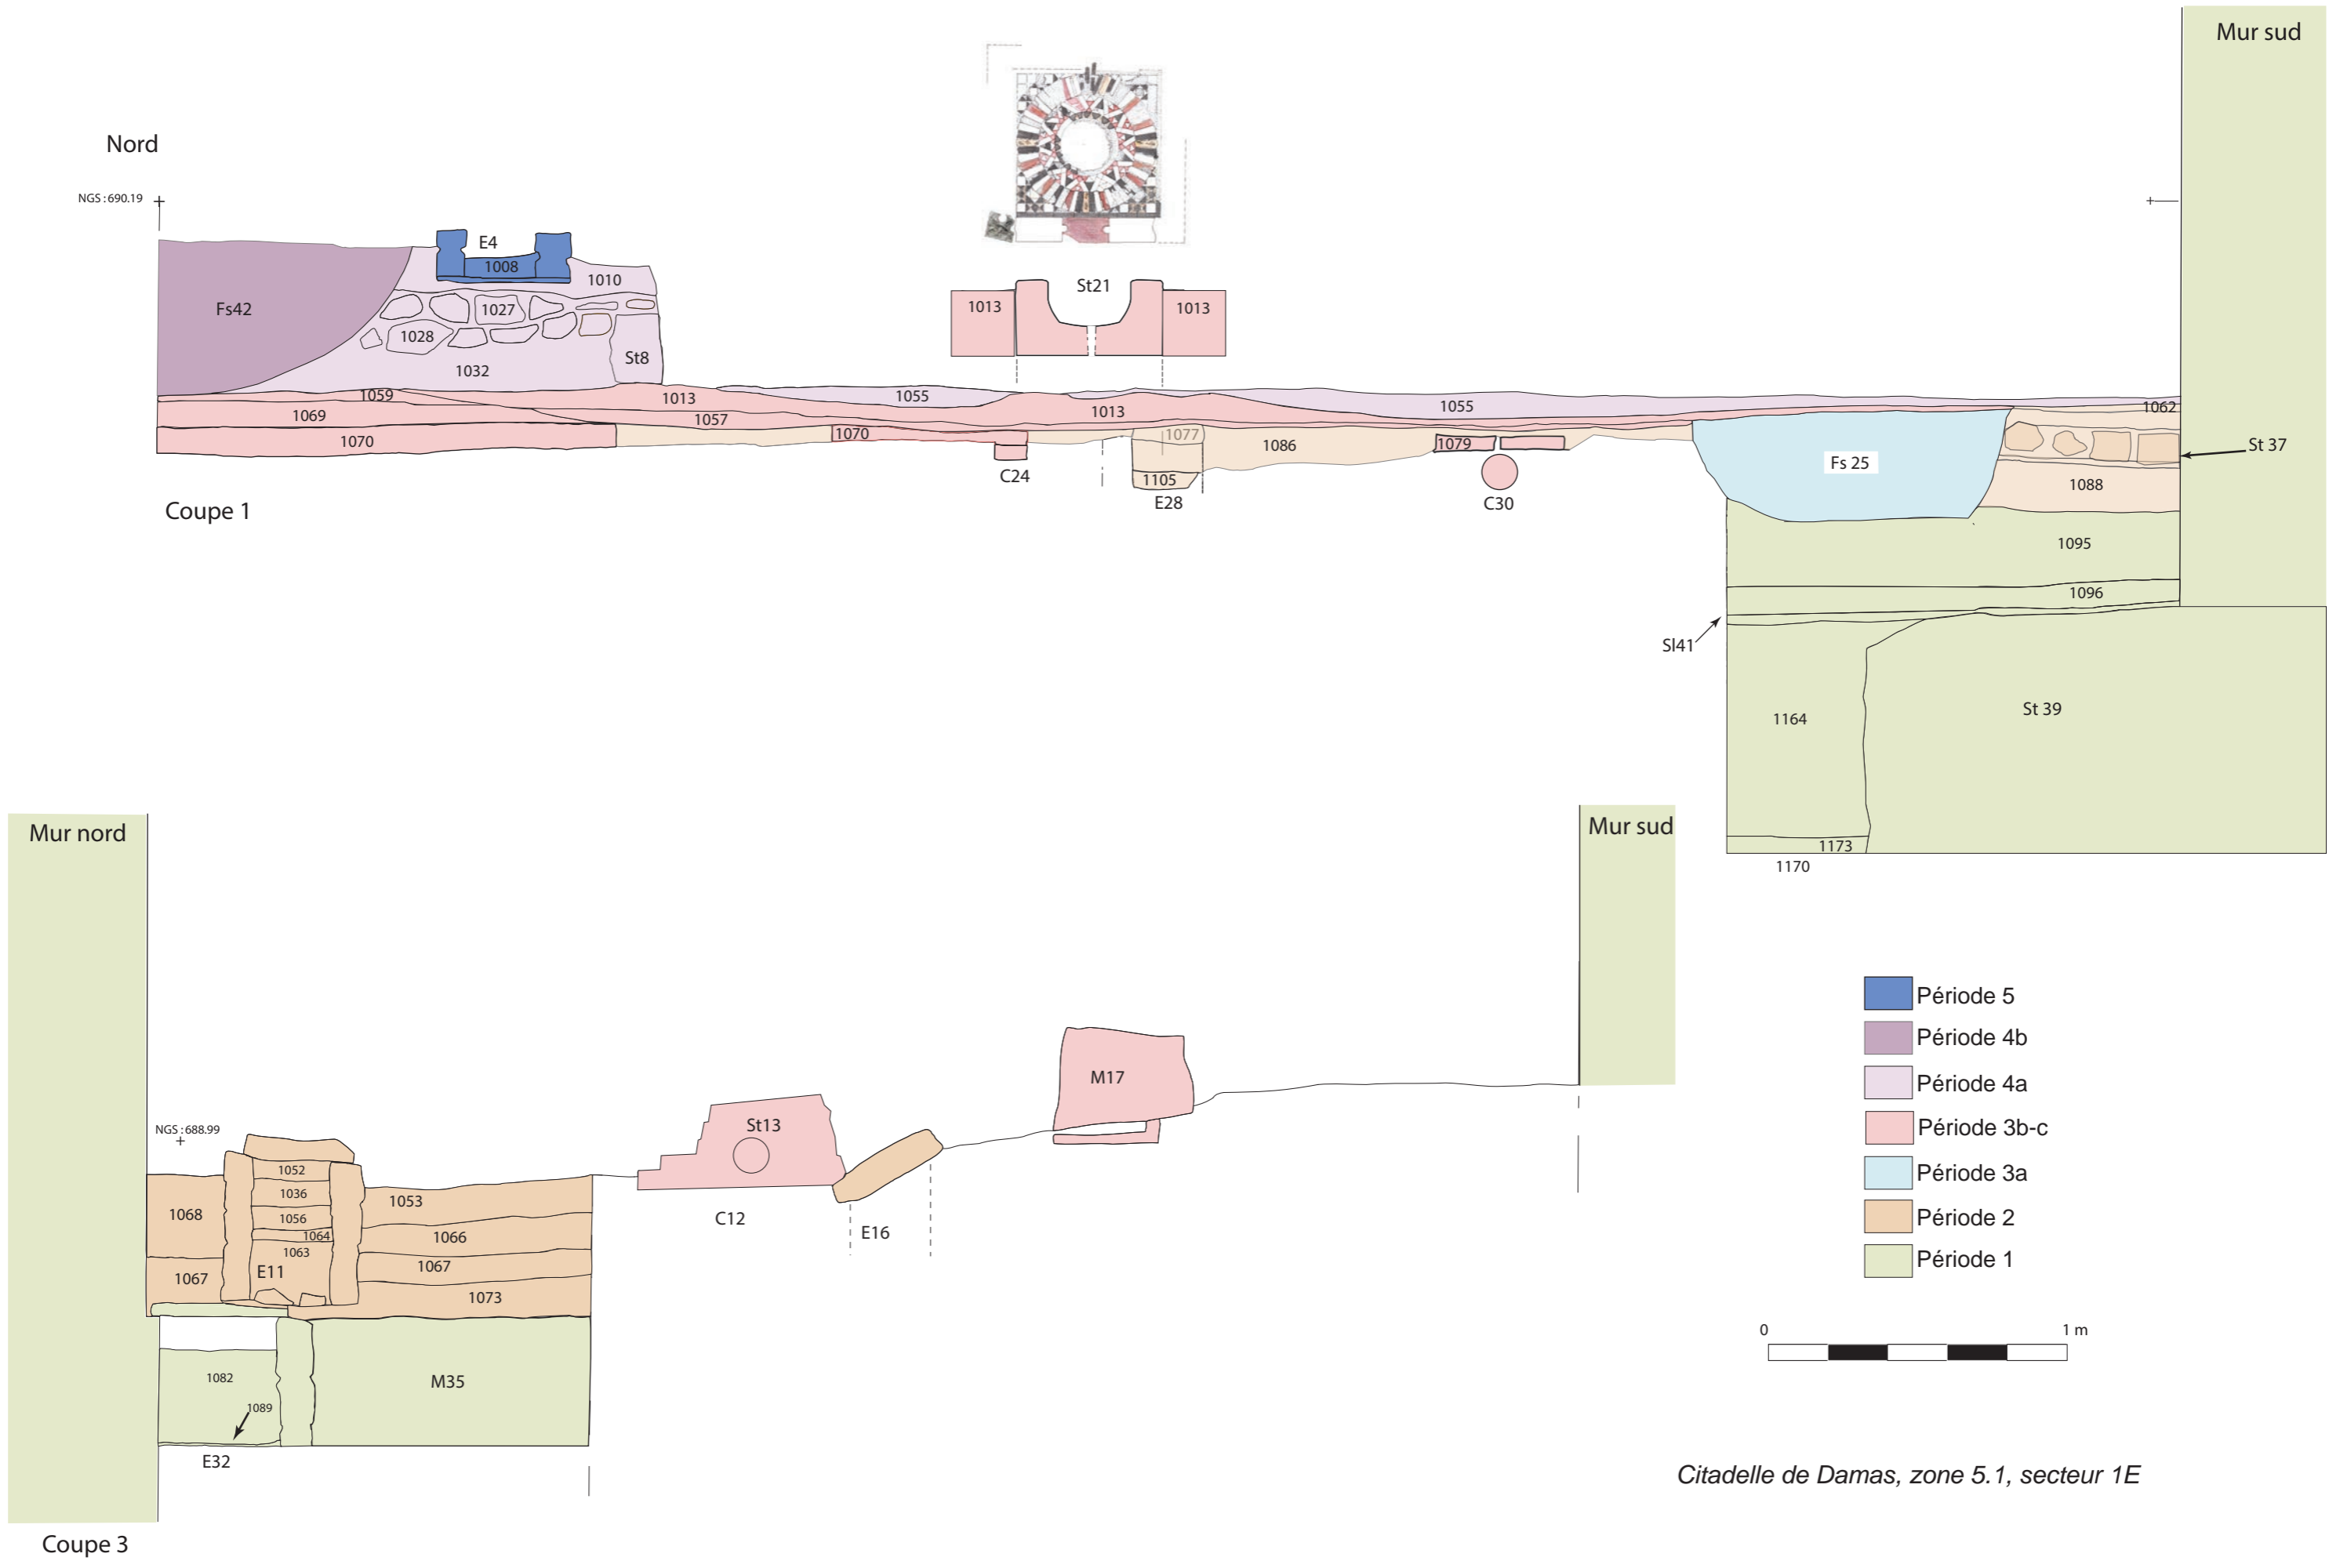 Mur sud
Nord
NGS : 690.19
E4
1008
1010
Fs42
1027
1028
St8
1032
St21
1013
1013
1059
1013
1055
1055
1062
1069
1057
1013
1070
1070
1077
1086
1079
St 37
C24
1105
E28
C30
Fs 25
1088
Coupe 1
1095
1096
Sl41
1164
St 39
1173
1170
Mur nord
Mur sud
M17
St13
NGS : 688.99
1052
1036
1068
1053
1056
1064
1066
1063
1067
E11
1067
1073
C12
E16
1082
1089
M35
E32
Coupe 3
Période 5
Période 4b
Période 4a
Période 3b-c
Période 3a
Période 2
Période 1
0 1 m
Citadelle de Damas, zone 5.1, secteur 1E